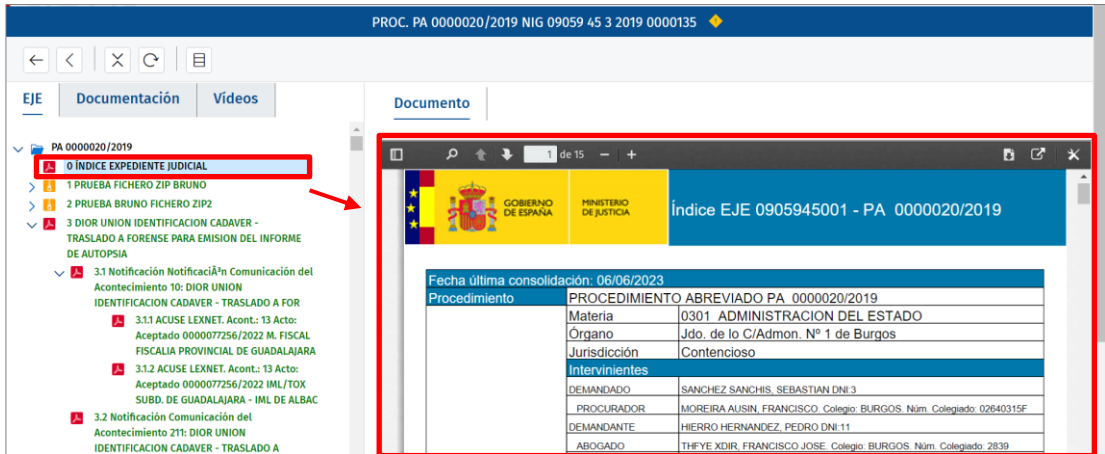 PROC. PA 0000020/2019 NIG 09059 45 3 2019 0000135
EJE
Documentación
Vídeos
PA 0000020/2019
0 ÍNDICE EXPEDIENTE JUDICIAL
1 PRUEBA FICHERO ZIP BRUNO
2 PRUEBA BRUNO FICHERO ZIP2
3 DIOR UNION IDENTIFICACION CADAVER -
TRASLADO A FORENSE PARA EMISION DEL INFORME
DE AUTOPSIA
3.1 Notificación NotificaciÃ³n Comunicación del
Acontecimiento 10: DIOR UNION
IDENTIFICACION CADAVER - TRASLADO A FOR
3.1.1 ACUSE LEXNET. Acont.: 13 Acto:
Aceptado 0000077256/2022 M. FISCAL
FISCALIA PROVINCIAL DE GUADALAJARA
3.1.2 ACUSE LEXNET. Acont.: 13 Acto:
Aceptado 0000077256/2022 IML/TOX
SUBD. DE GUADALAJARA - IML DE ALBAC
3.2 Notificación Comunicación del
Acontecimiento 211: DIOR UNION
IDENTIFICACION CADAVER - TRASLADO A
Documento
1 de 15
GOBIERNO
DE ESPAÑA
MINISTERIO
DE JUSTICIA
Índice EJE 0905945001 - PA 0000020/2019
Fecha última consolidación: 06/06/2023
Procedimiento PROCEDIMIENTO ABREVIADO PA 0000020/2019
Materia 0301 ADMINISTRACION DEL ESTADO
Órgano Jdo. de lo C/Admon. Nº 1 de Burgos
Jurisdicción Contencioso
Intervinientes
DEMANDADO SANCHEZ SANCHIS, SEBASTIAN DNI:3
PROCURADOR MOREIRA AUSIN, FRANCISCO. Colegio: BURGOS. Núm. Colegiado: 02640315F
DEMANDANTE HIERRO HERNANDEZ, PEDRO DNI:11
ABOGADO THFYE XDIR, FRANCISCO JOSE. Colegio: BURGOS. Núm. Colegiado: 2839